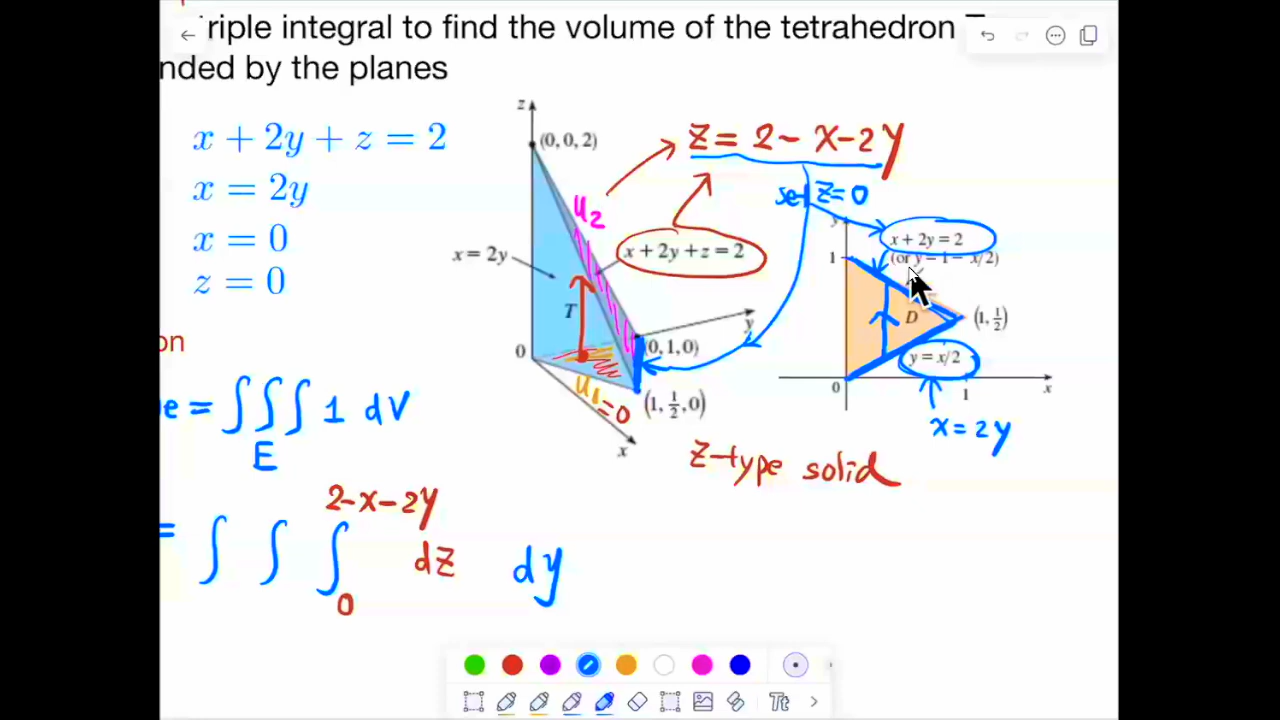 riple integral to find the volume of the tetrahedron
nded by the planes
x + 2y + z = 2
x = 2y
x = 0
z = 0
on
e = ∫∫∫ 1 dV
E
= ∫ ∫ ∫ dz dy
2-x-2y
0
z
(0, 0, 2)
u2
x = 2y
x + 2y + z = 2
T
y
0
(0, 1, 0)
u1=0
(1, 1/2, 0)
x
z = 2 - x - 2y
set z = 0
y
x + 2y = 2
(or y = 1 - x/2)
1
D
(1, 1/2)
y = x/2
0
1
x
x = 2y
z-type solid
Tt